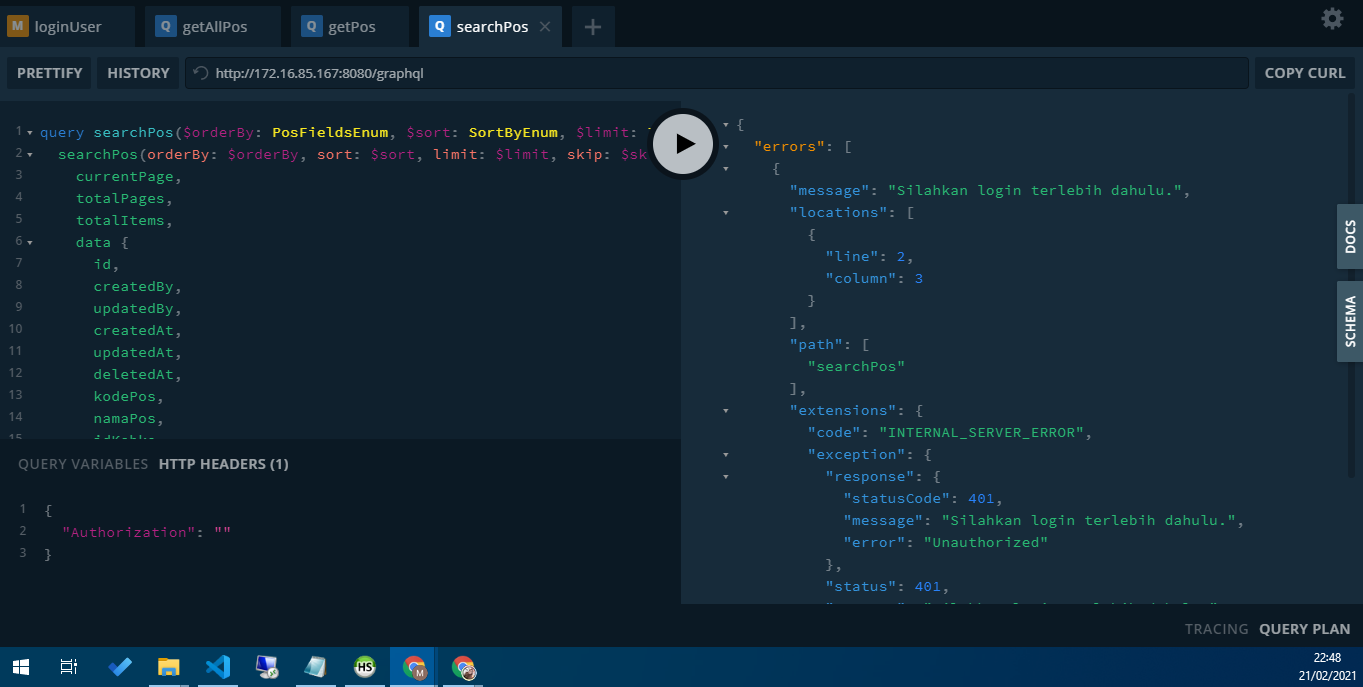 M loginUser
Q getAllPos
Q getPos
Q searchPos
PRETTIFY
HISTORY
http://172.16.85.167:8080/graphql
COPY CURL
1 query searchPos($orderBy: PosFieldsEnum, $sort: SortByEnum, $limit:
2 searchPos(orderBy: $orderBy, sort: $sort, limit: $limit, skip: $sk
3 currentPage,
4 totalPages,
5 totalItems,
6 data {
7 id,
8 createdBy,
9 updatedBy,
10 createdAt,
11 updatedAt,
12 deletedAt,
13 kodePos,
14 namaPos,
15
QUERY VARIABLES HTTP HEADERS (1)
1 {
2 "Authorization": ""
3 }
{
"errors": [
{
"message": "Silahkan login terlebih dahulu.",
"locations": [
{
"line": 2,
"column": 3
}
],
"path": [
"searchPos"
],
"extensions": {
"code": "INTERNAL_SERVER_ERROR",
"exception": {
"response": {
"statusCode": 401,
"message": "Silahkan login terlebih dahulu.",
"error": "Unauthorized"
},
"status": 401,
DOCS
SCHEMA
TRACING QUERY PLAN
HS
M
22:48
21/02/2021